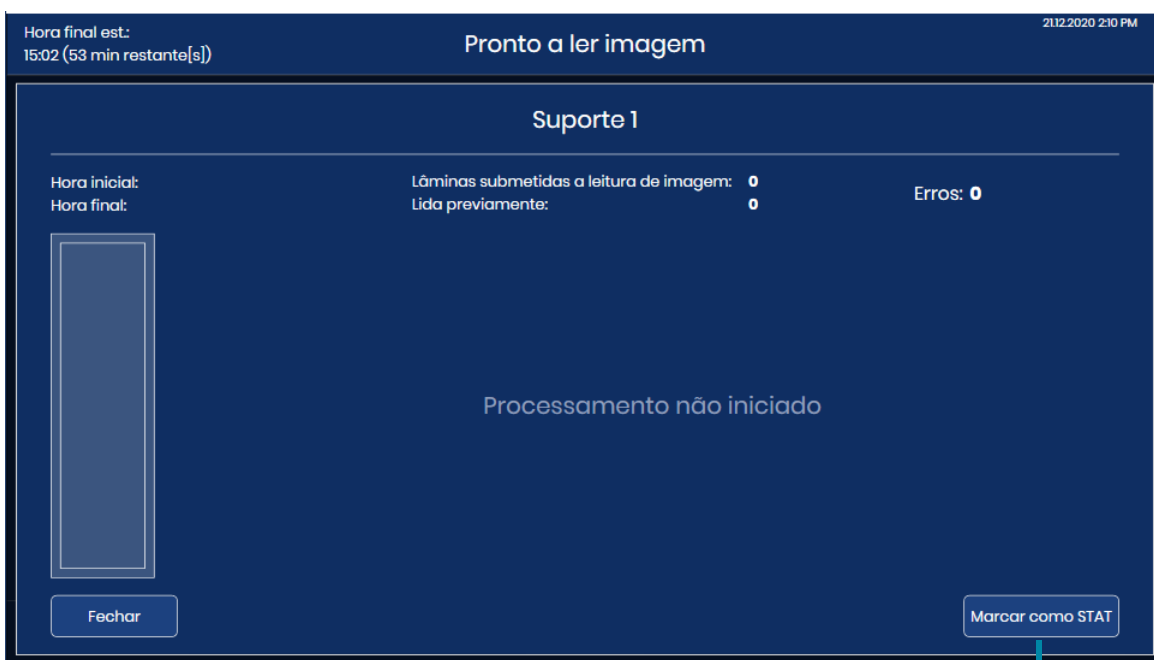 Hora final est.:
15:02 (53 min restante[s])
Pronto a ler imagem
21.12.2020 2:10 PM
Suporte 1
Hora inicial:
Hora final:
Lâminas submetidas a leitura de imagem: 0
Lida previamente: 0
Erros: 0
Processamento não iniciado
Fechar
Marcar como STAT